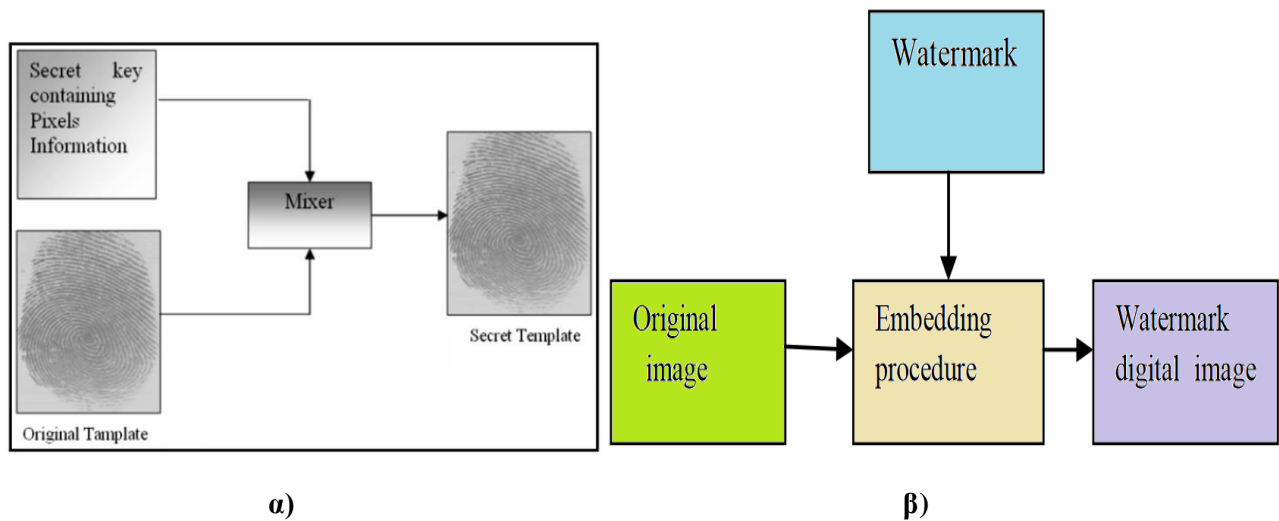 Secret key
containing
Pixels
Information
Mixer
Secret Template
Original Tamplate
α)
Watermark
Original
image
Embedding
procedure
Watermark
digital image
β)